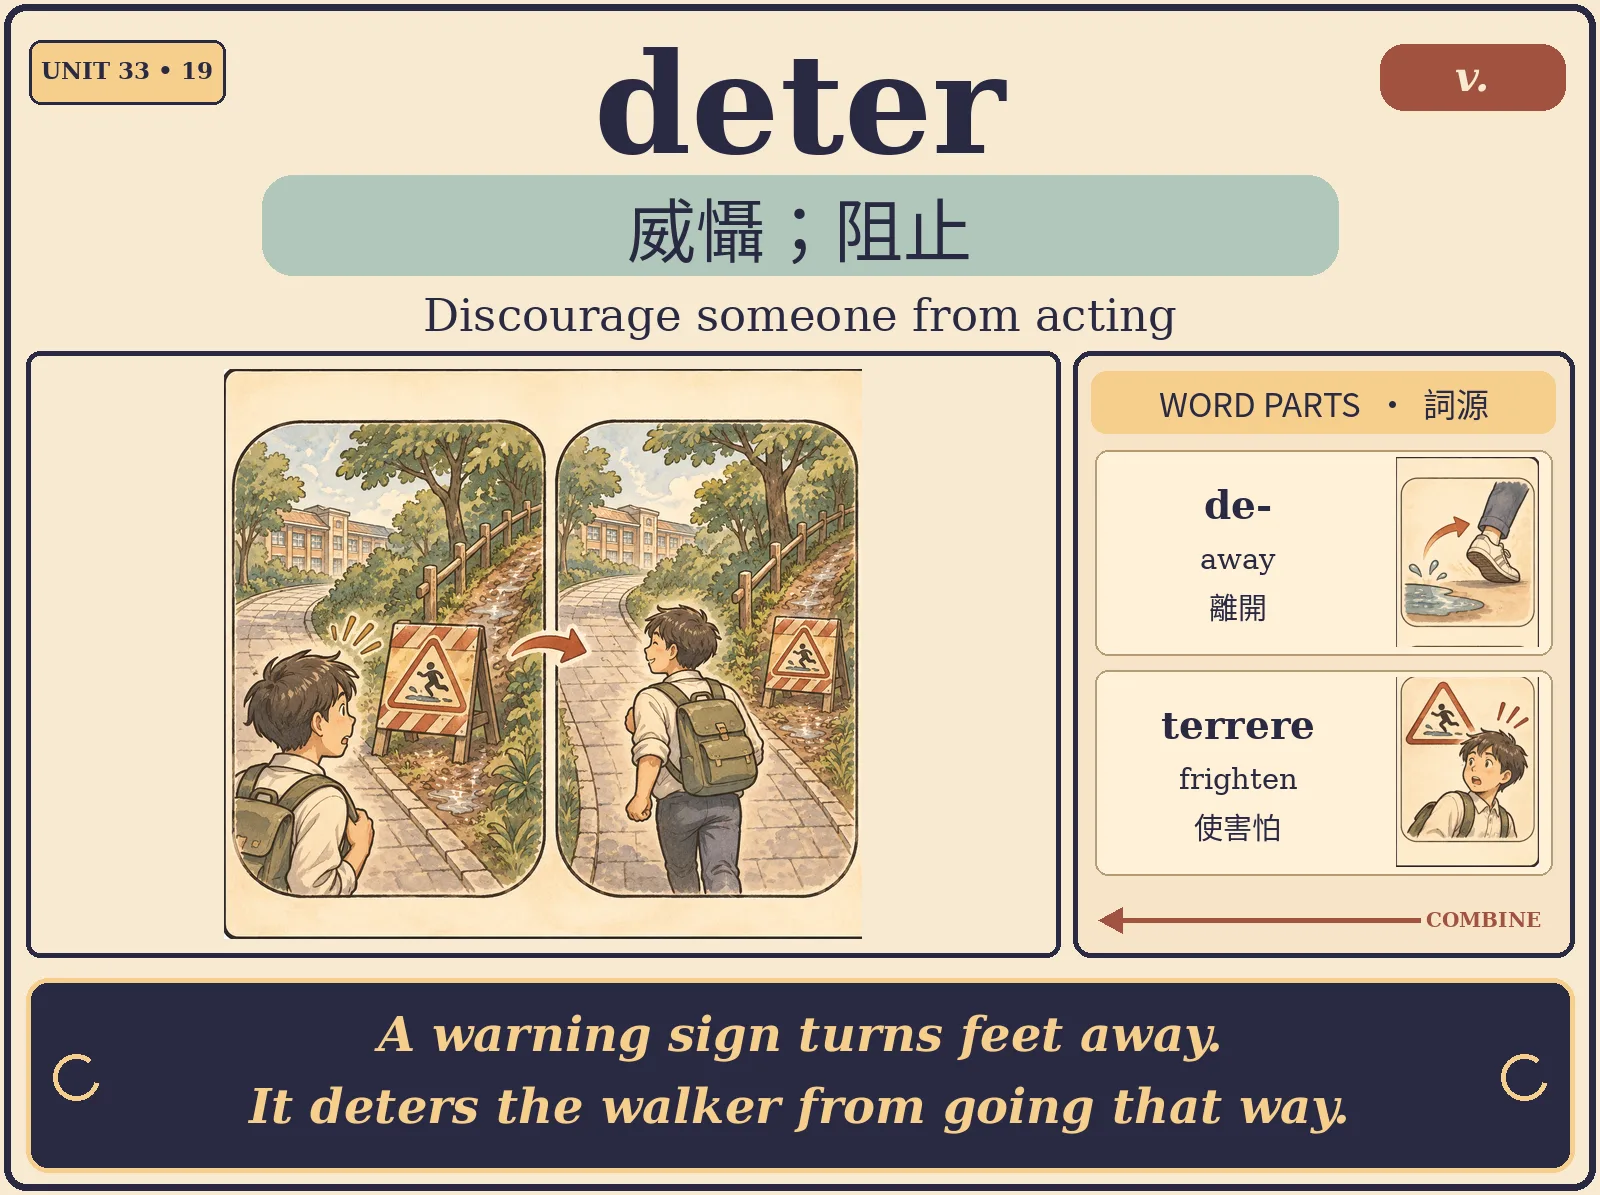 UNIT 33 • 19
deter
v.
威懾；阻止
Discourage someone from acting
WORD PARTS ・ 詞源
de-
away
離開
terrere
frighten
使害怕
COMBINE
A warning sign turns feet away.
It deters the walker from going that way.